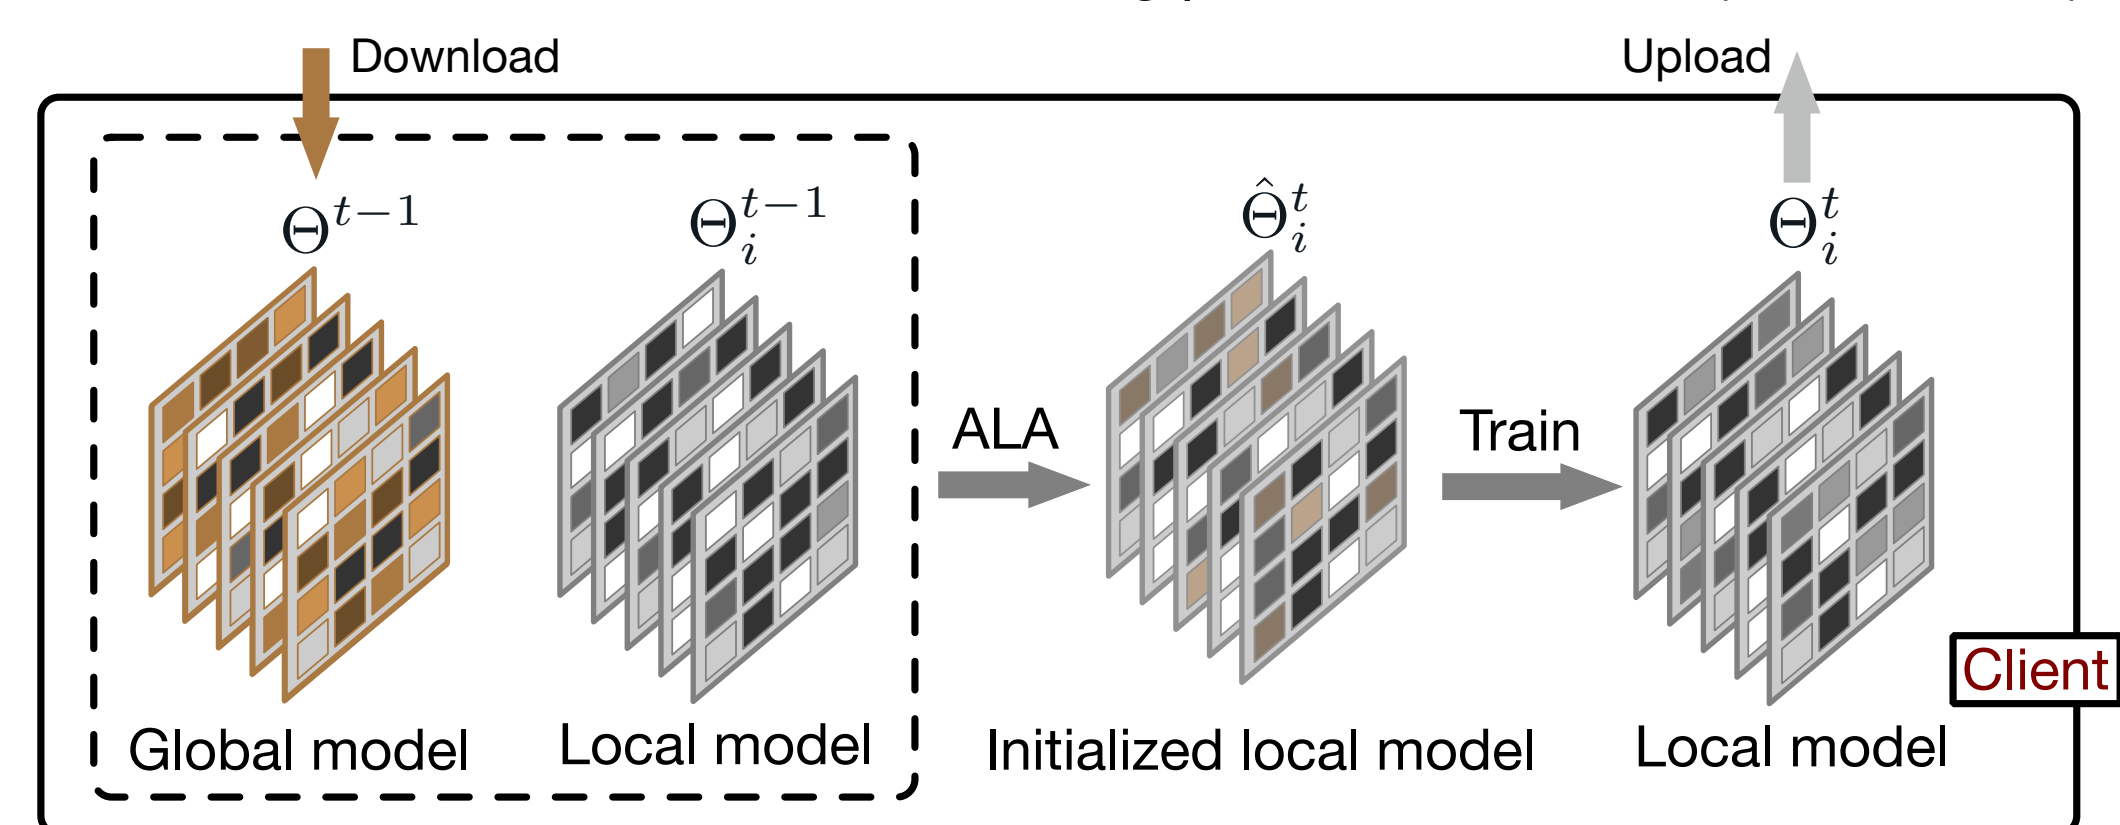 Download
Upload
Θ^{t−1}
Θ_i^{t−1}
Θ̂_i^t
Θ_i^t
ALA
Train
Client
Global model
Local model
Initialized local model
Local model